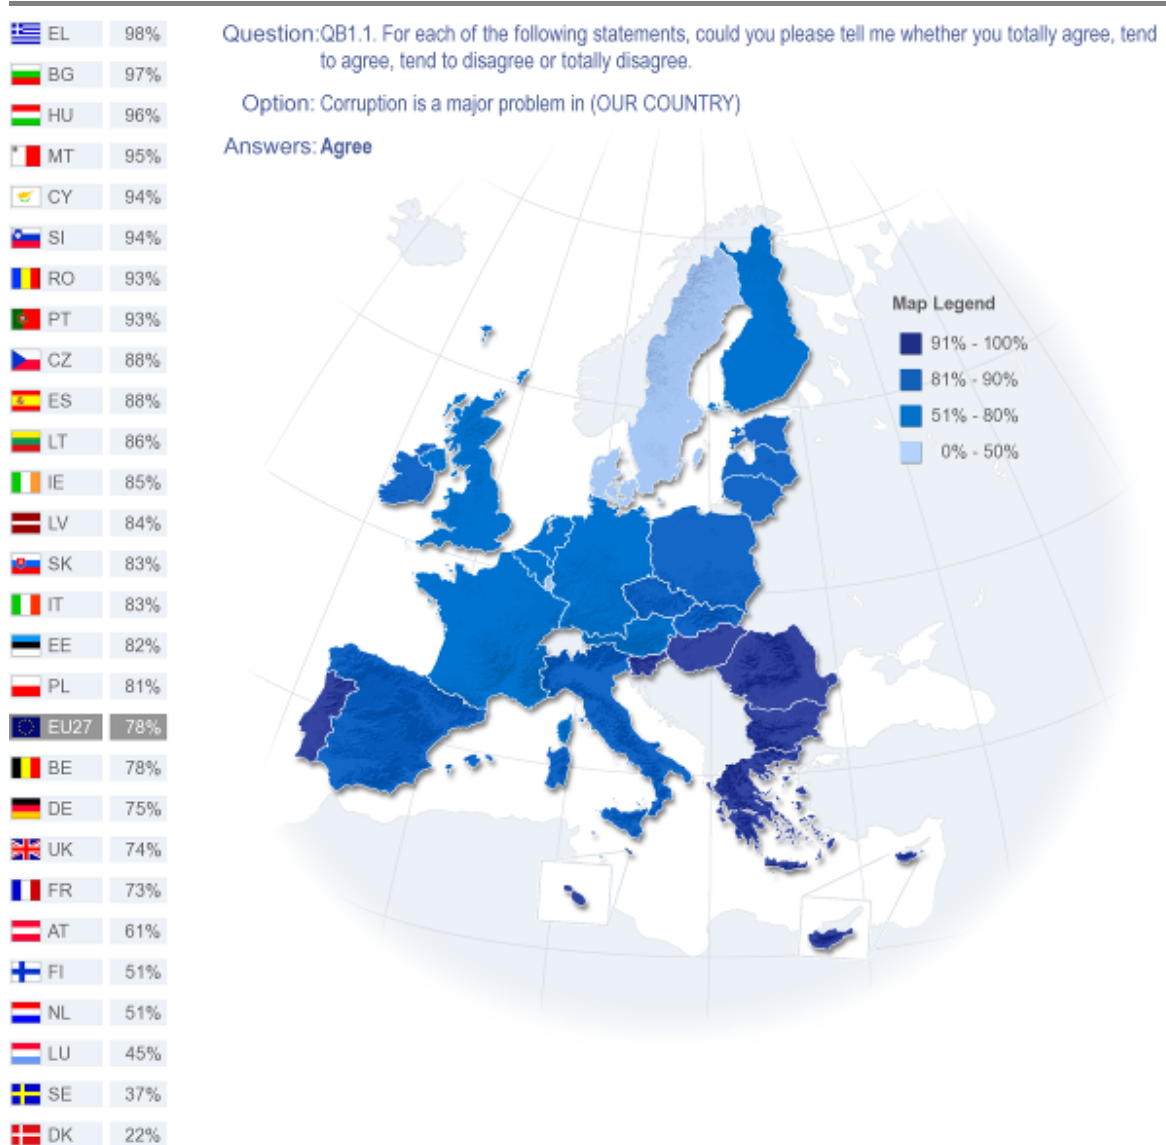 Question: QB1.1. For each of the following statements, could you please tell me whether you totally agree, tend
to agree, tend to disagree or totally disagree.
Option: Corruption is a major problem in (OUR COUNTRY)
Answers: Agree
EL 98%
BG 97%
HU 96%
MT 95%
CY 94%
SI 94%
RO 93%
PT 93%
CZ 88%
ES 88%
LT 86%
IE 85%
LV 84%
SK 83%
IT 83%
EE 82%
PL 81%
EU27 78%
BE 78%
DE 75%
UK 74%
FR 73%
AT 61%
FI 51%
NL 51%
LU 45%
SE 37%
DK 22%
Map Legend
91% - 100%
81% - 90%
51% - 80%
0% - 50%